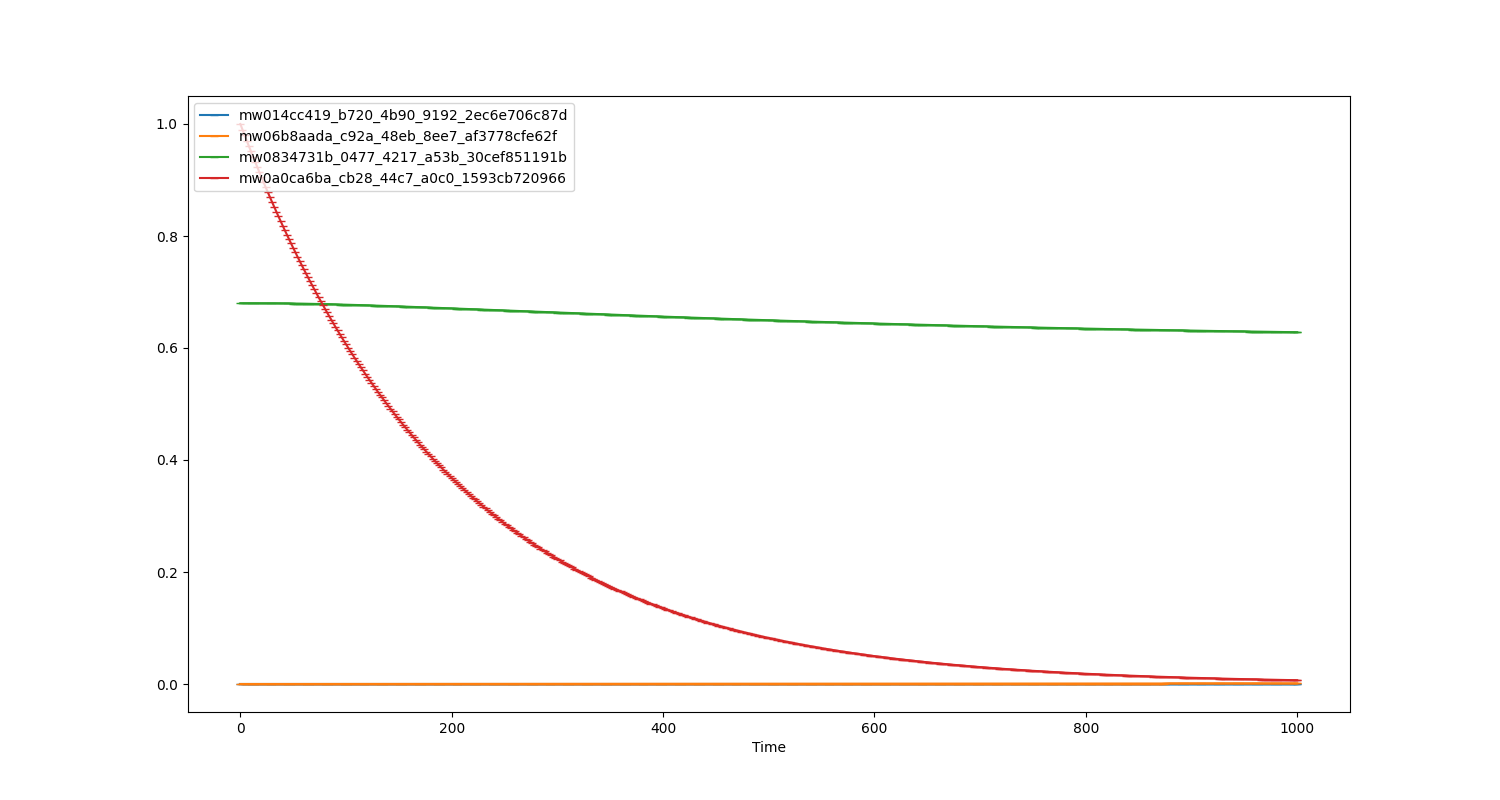 mw014cc419_b720_4b90_9192_2ec6e706c87d
mw06b8aada_c92a_48eb_8ee7_af3778cfe62f
mw0834731b_0477_4217_a53b_30cef851191b
mw0a0ca6ba_cb28_44c7_a0c0_1593cb720966
1.0
0.8
0.6
0.4
0.2
0.0
0 200 400 600 800 1000
Time